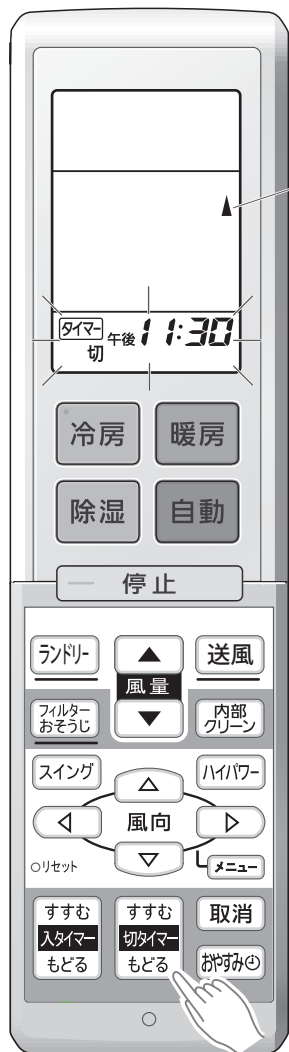 タイマー 午後 11:30
切
冷房 暖房
除湿 自動
停止
ランドリー ▲ 送風
風量
フィルター
おそうじ ▼ 内部
クリーン
スイング △ ハイパワー
◁ 風向 ▷
○リセット ▽ メニュー
すすむ すすむ 取消
入タイマー 切タイマー
もどる もどる おやすみ